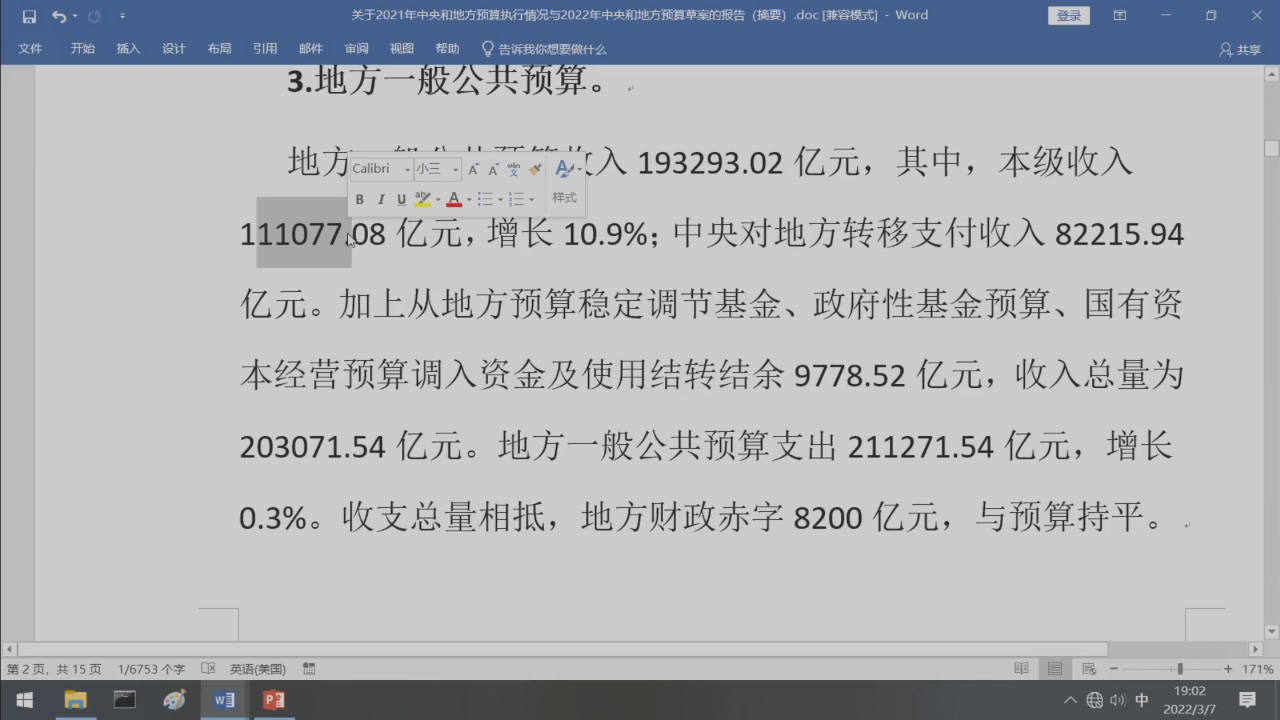 关于2021年中央和地方预算执行情况与2022年中央和地方预算草案的报告（摘要）.doc [兼容模式] - Word
登录
文件 开始 插入 设计 布局 引用 邮件 审阅 视图 帮助 告诉我你想要做什么 共享
3.地方一般公共预算。
地方一般公共预算收入 193293.02 亿元，其中，本级收入
Calibri 小三
B I U 样式
111077.08 亿元，增长 10.9%；中央对地方转移支付收入 82215.94
亿元。加上从地方预算稳定调节基金、政府性基金预算、国有资
本经营预算调入资金及使用结转结余 9778.52 亿元，收入总量为
203071.54 亿元。地方一般公共预算支出 211271.54 亿元，增长
0.3%。收支总量相抵，地方财政赤字 8200 亿元，与预算持平。
第 2 页，共 15 页 1/6753 个字 英语(美国) 171%
中 19:02
2022/3/7